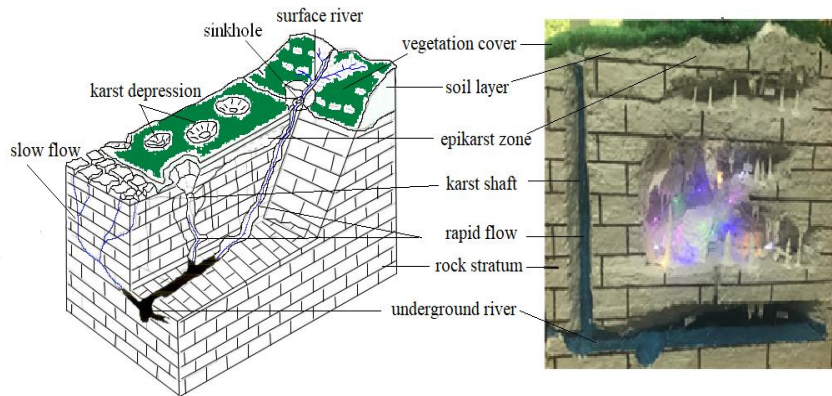 surface river
sinkhole
vegetation cover
karst depression
soil layer
epikarst zone
slow flow
karst shaft
rapid flow
rock stratum
underground river